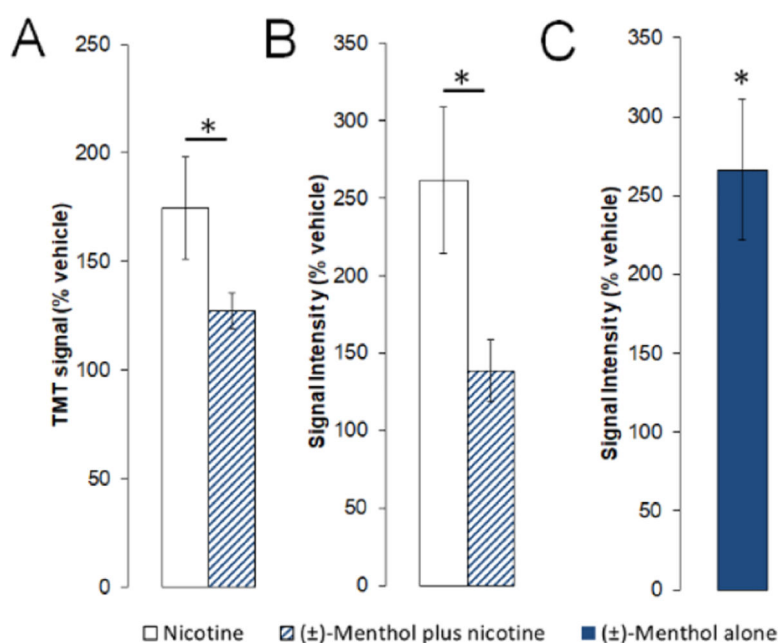 A
TMT signal (% vehicle)
250
200
150
100
50
0
*
B
Signal Intensity (% vehicle)
350
300
250
200
150
100
50
0
*
C
Signal Intensity (% vehicle)
350
300
250
200
150
100
50
0
*
Nicotine
(±)-Menthol plus nicotine
(±)-Menthol alone